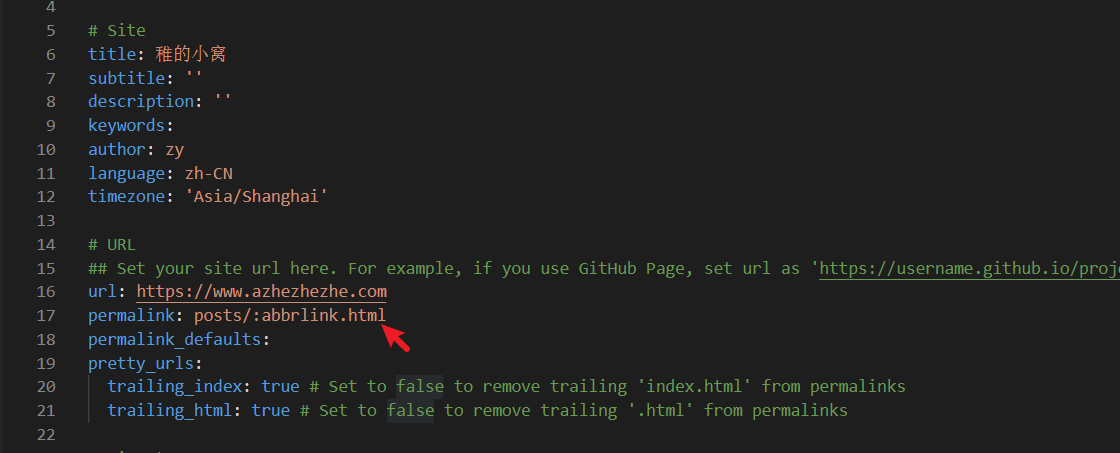 4
5 # Site
6 title: 稚的小窝
7 subtitle: ''
8 description: ''
9 keywords:
10 author: zy
11 language: zh-CN
12 timezone: 'Asia/Shanghai'
13
14 # URL
15 ## Set your site url here. For example, if you use GitHub Page, set url as 'https://username.github.io/proje
16 url: https://www.azhezhezhe.com
17 permalink: posts/:abbrlink.html
18 permalink_defaults:
19 pretty_urls:
20 trailing_index: true # Set to false to remove trailing 'index.html' from permalinks
21 trailing_html: true # Set to false to remove trailing '.html' from permalinks
22